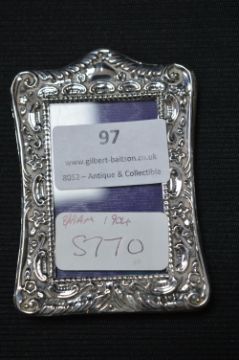 97
www.gilbert-baitson.co.uk
8052 – Antique & Collectible
S770